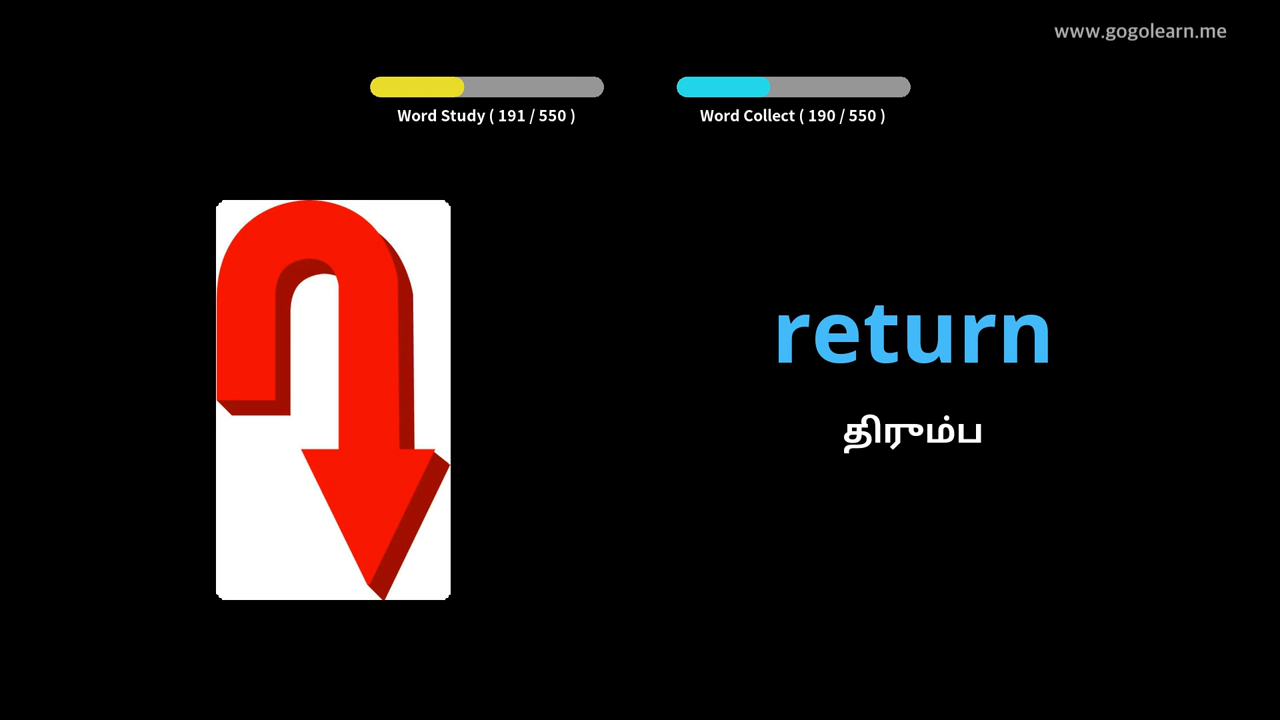 www.gogolearn.me
Word Study ( 191 / 550 )
Word Collect ( 190 / 550 )
return
திரும்ப